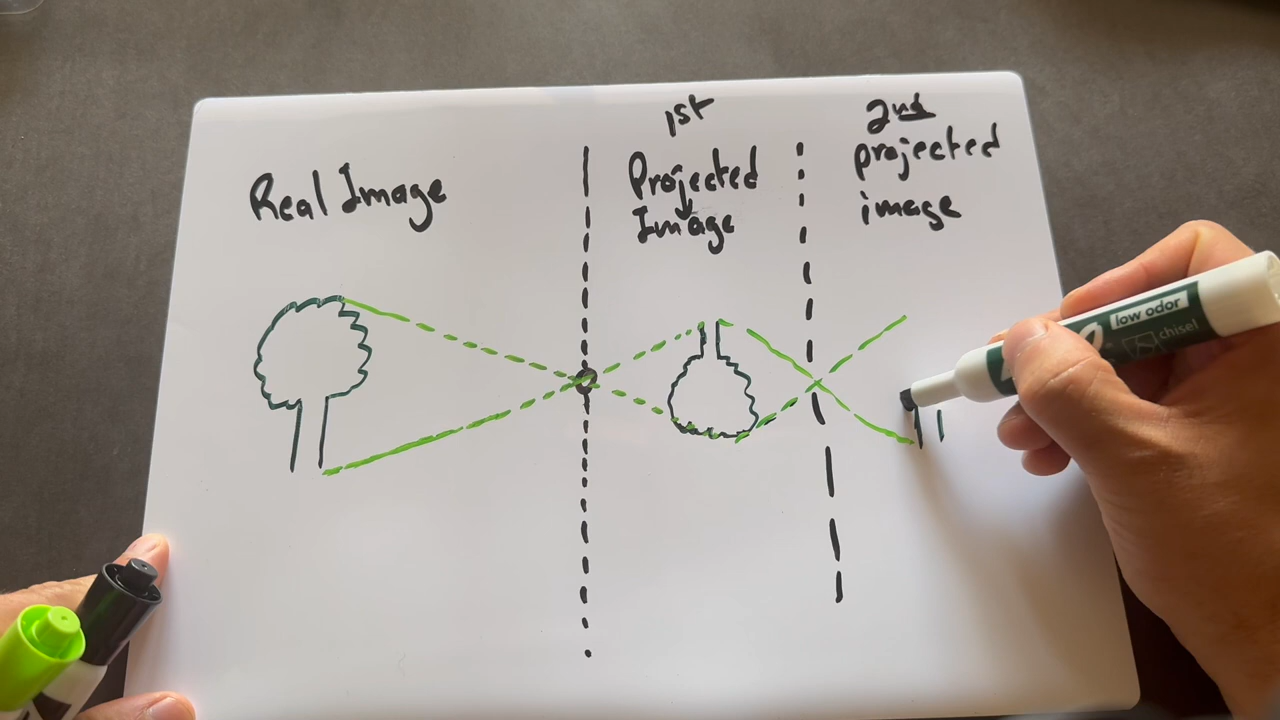 Real Image
1st
Projected
Image
2nd
projected
image
low odor
chisel